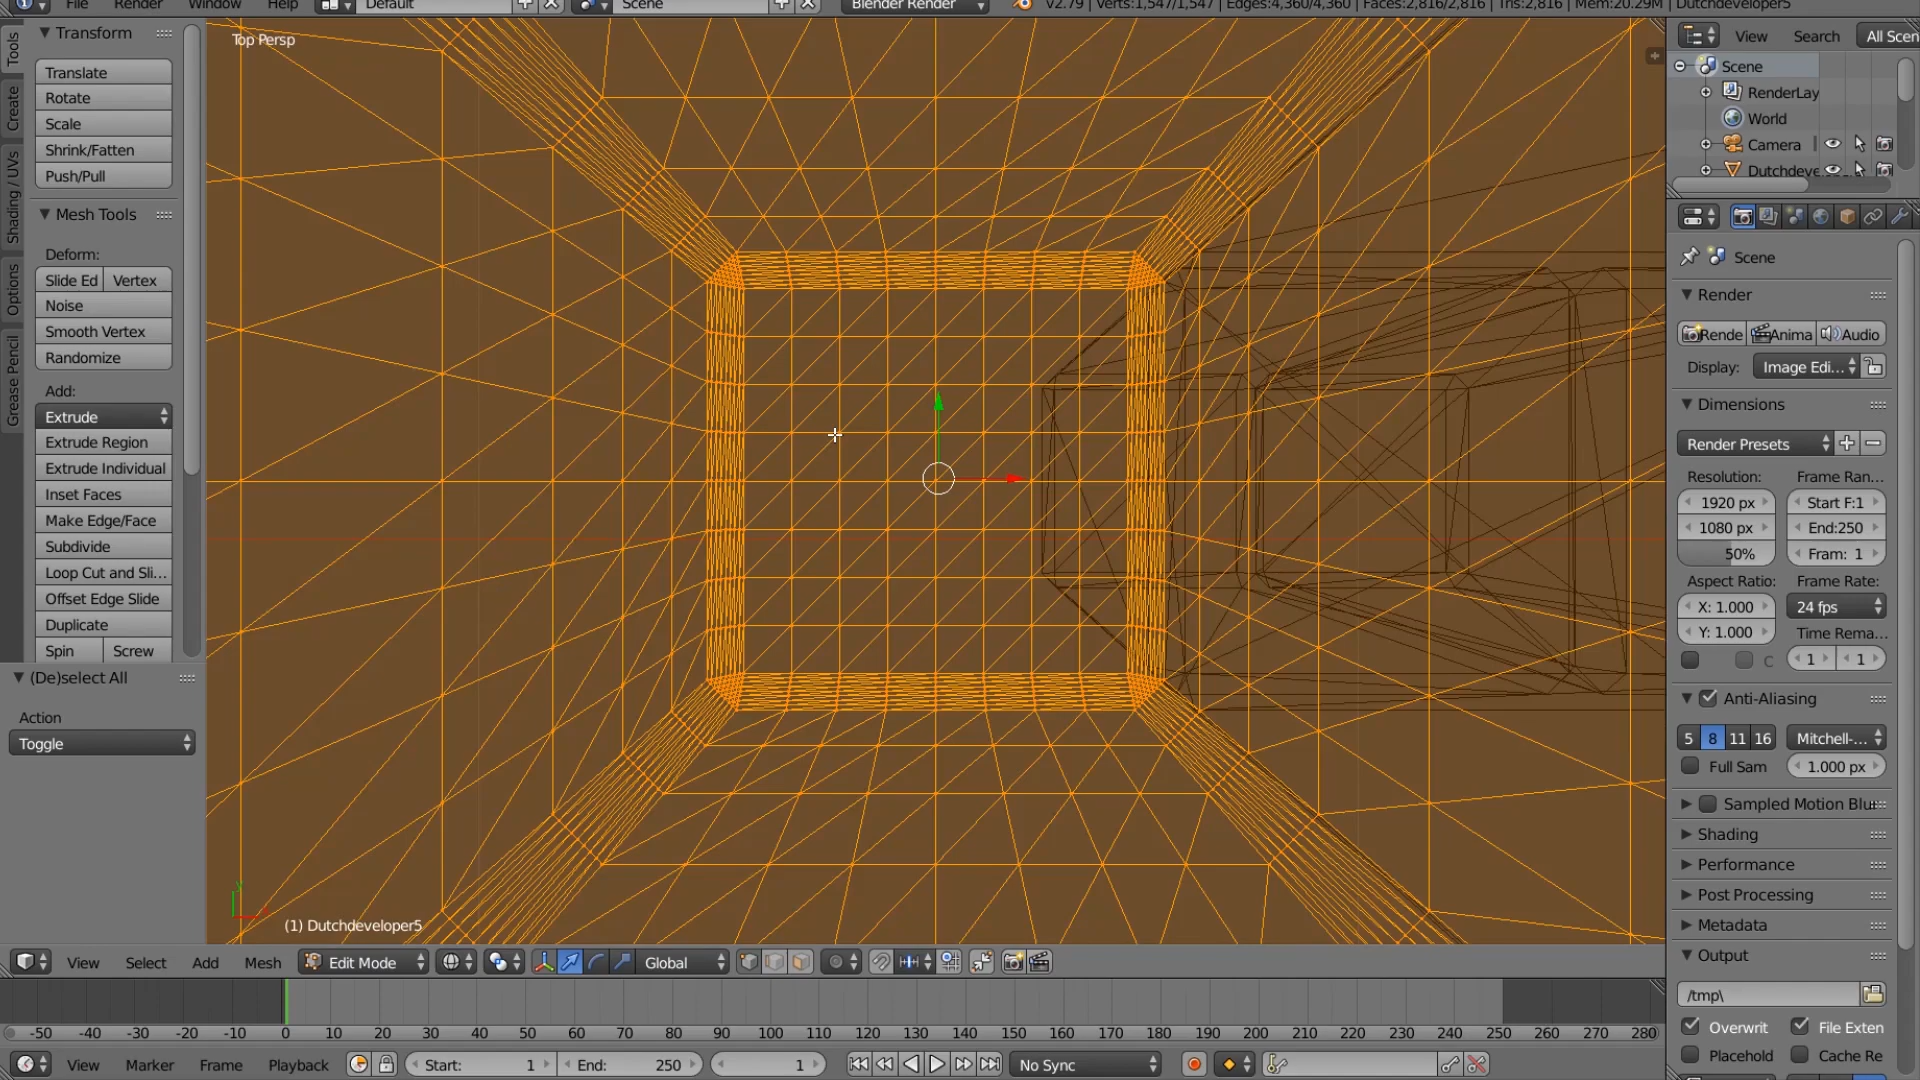 File Render Window Help Default Scene Blender Render v2.79 | Verts:1,547/1,547 | Edges:4,360/4,360 | Faces:2,816/2,816 | Tris:2,816 | Mem:20.29M | Dutchdeveloper5
Tools
Create
Shading / UVs
Options
Grease Pencil
Transform
Translate
Rotate
Scale
Shrink/Fatten
Push/Pull
Mesh Tools
Deform:
Slide Ed Vertex
Noise
Smooth Vertex
Randomize
Add:
Extrude
Extrude Region
Extrude Individual
Inset Faces
Make Edge/Face
Subdivide
Loop Cut and Sli...
Offset Edge Slide
Duplicate
Spin Screw
(De)select All
Action
Toggle
Top Persp
(1) Dutchdeveloper5
View Search All Scen
Scene
RenderLay
World
Camera
Dutchdeve
Scene
Render
Rende Anima Audio
Display: Image Edi...
Dimensions
Render Presets
Resolution: Frame Ran...
1920 px Start F:1
1080 px End:250
50% Fram: 1
Aspect Ratio: Frame Rate:
X: 1.000 24 fps
Y: 1.000 Time Rema...
C 1 1
Anti-Aliasing
5 8 11 16 Mitchell-...
Full Sam 1.000 px
Sampled Motion Blu
Shading
Performance
Post Processing
Metadata
Output
/tmp\
Overwrit File Exten
Placehold Cache Re
View Select Add Mesh Edit Mode Global
-50 -40 -30 -20 -10 0 10 20 30 40 50 60 70 80 90 100 110 120 130 140 150 160 170 180 190 200 210 220 230 240 250 260 270 280
View Marker Frame Playback Start: 1 End: 250 1 No Sync